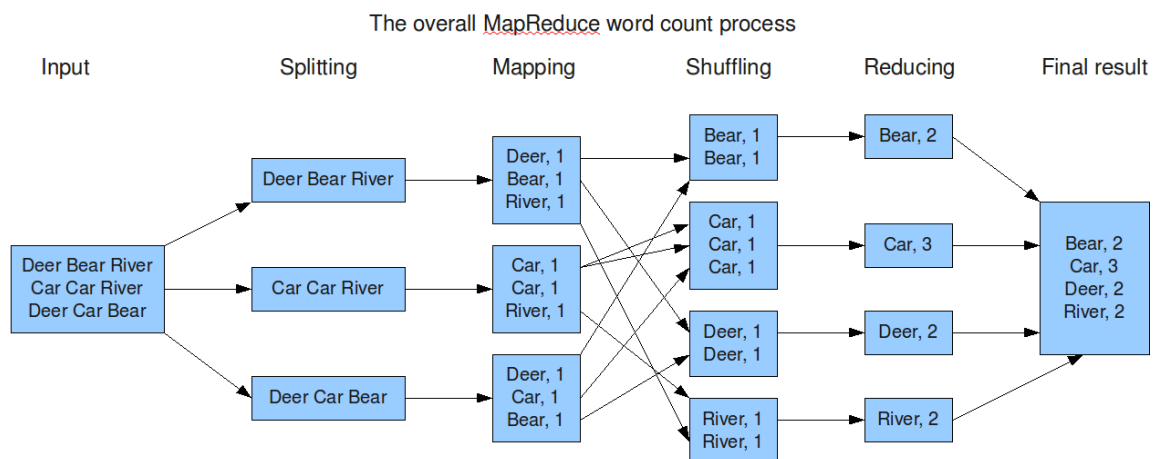 The overall MapReduce word count process
Input
Splitting
Mapping
Shuffling
Reducing
Final result
Deer Bear River
Car Car River
Deer Car Bear
Deer Bear River
Car Car River
Deer Car Bear
Deer, 1
Bear, 1
River, 1
Car, 1
Car, 1
River, 1
Deer, 1
Car, 1
Bear, 1
Bear, 1
Bear, 1
Car, 1
Car, 1
Car, 1
Deer, 1
Deer, 1
River, 1
River, 1
Bear, 2
Car, 3
Deer, 2
River, 2
Bear, 2
Car, 3
Deer, 2
River, 2